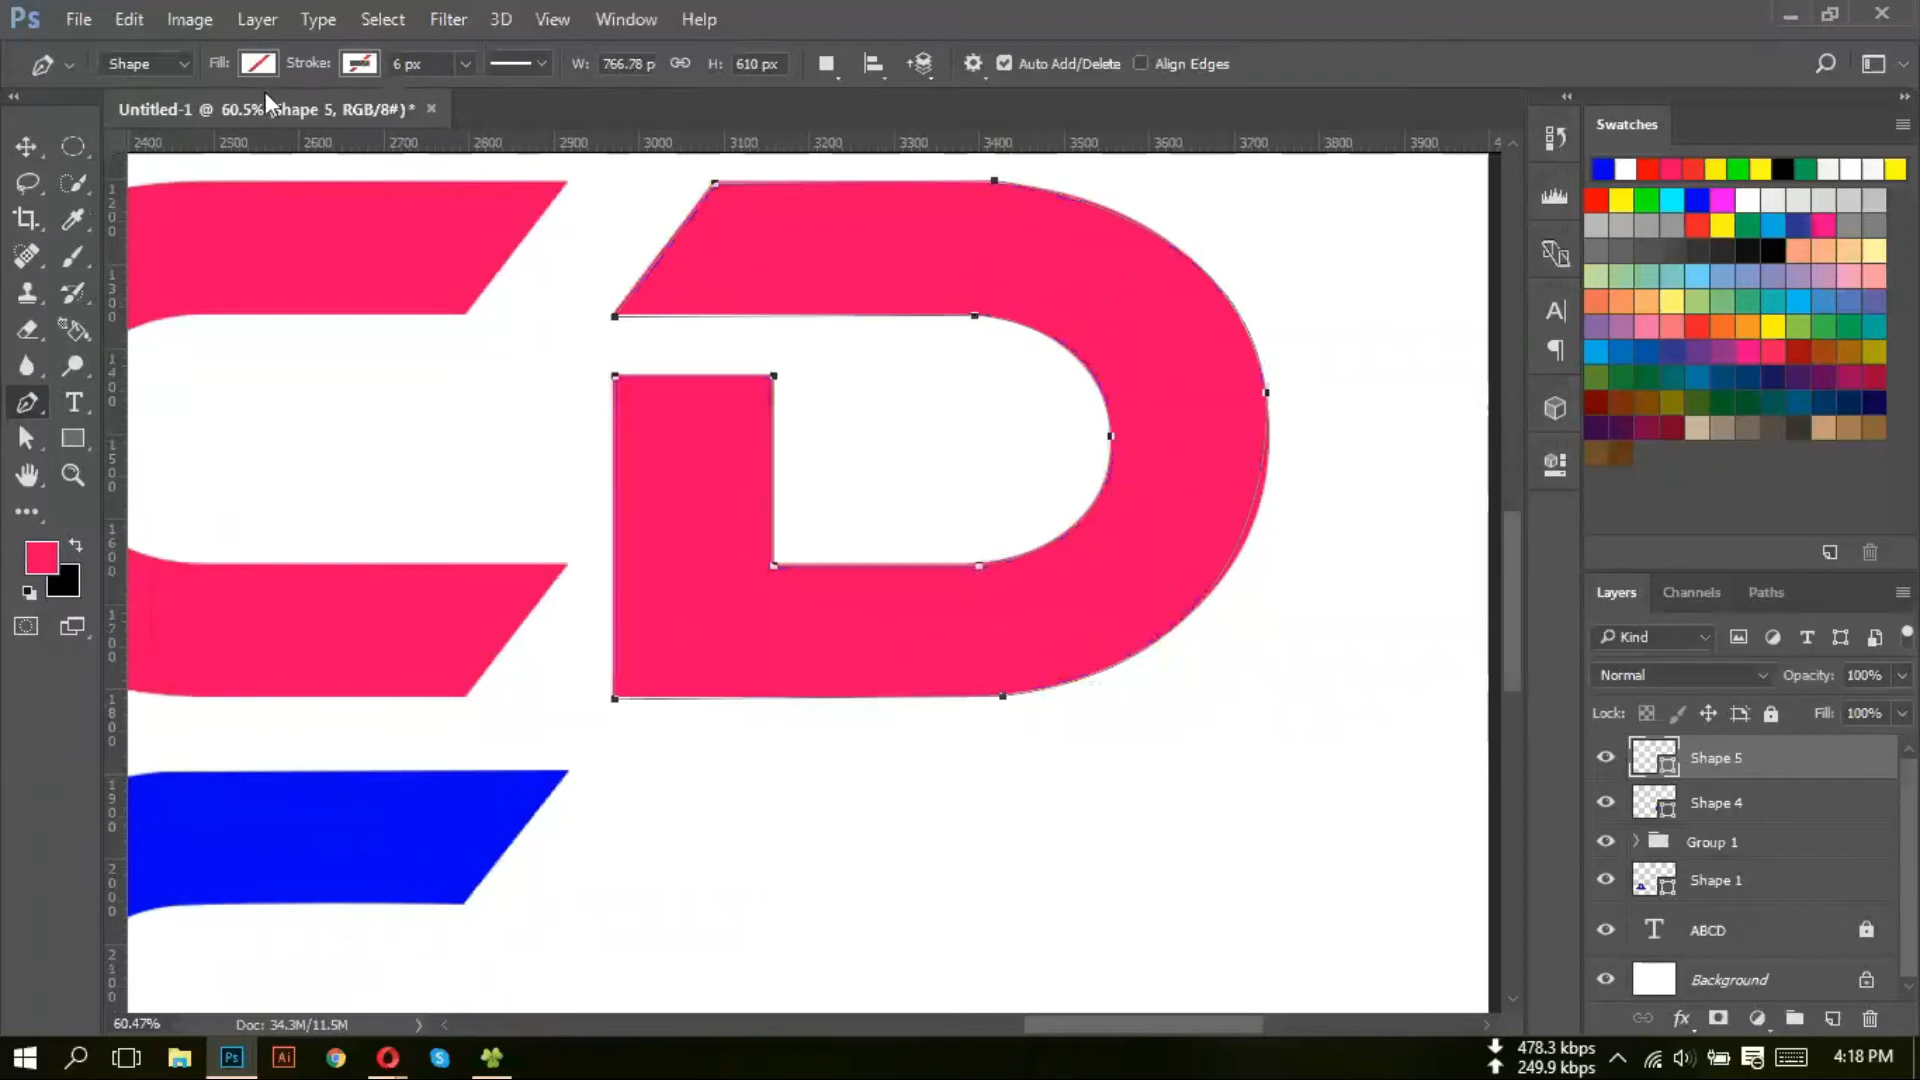 Ps File Edit Image Layer Type Select Filter 3D View Window Help
Shape Fill: Stroke: 6 px W: 766.78 p H: 610 px Auto Add/Delete Align Edges
Untitled-1 @ 60.5% Shape 5, RGB/8#) * ×
Swatches
2400 2500 2600 2700 2800 2900 3000 3100 3200 3300 3400 3500 3600 3700 3800 3900 4
1200
1300
1400
1500
1600
1700
1800
1900
2000
2100
Layers Channels Paths
Kind
Normal Opacity: 100%
Lock: Fill: 100%
Shape 5
Shape 4
Group 1
Shape 1
T ABCD
Background
60.47% Doc: 34.3M/11.5M
fx
Ps Ai
478.3 kbps
249.9 kbps
4:18 PM